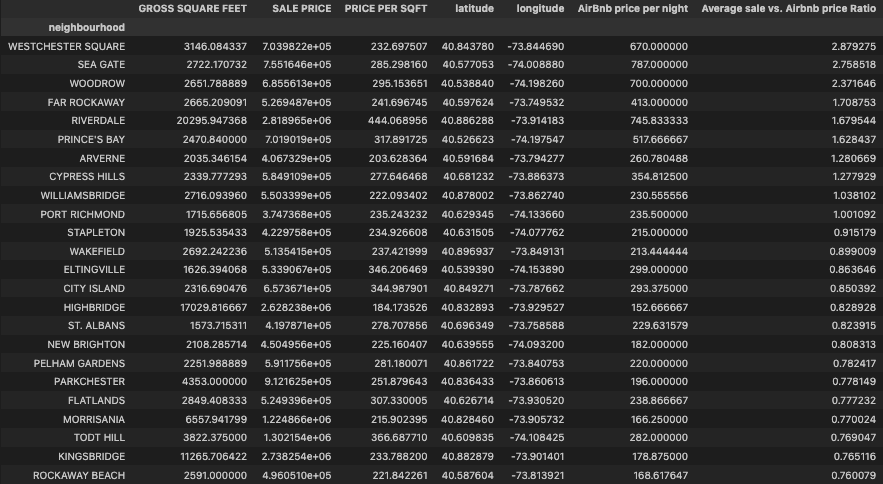 GROSS SQUARE FEET SALE PRICE PRICE PER SQFT latitude longitude AirBnb price per night Average sale vs. Airbnb price Ratio
neighbourhood
WESTCHESTER SQUARE 3146.084337 7.039822e+05 232.697507 40.843780 -73.844690 670.000000 2.879275
SEA GATE 2722.170732 7.551646e+05 285.298160 40.577053 -74.008880 787.000000 2.758518
WOODROW 2651.788889 6.855613e+05 295.153651 40.538840 -74.198260 700.000000 2.371646
FAR ROCKAWAY 2665.209091 5.269487e+05 241.696745 40.597624 -73.749532 413.000000 1.708753
RIVERDALE 20295.947368 2.818965e+06 444.068956 40.886288 -73.914183 745.833333 1.679544
PRINCE'S BAY 2470.840000 7.019019e+05 317.891725 40.526623 -74.197547 517.666667 1.628437
ARVERNE 2035.346154 4.067329e+05 203.628364 40.591684 -73.794277 260.780488 1.280669
CYPRESS HILLS 2339.777293 5.849109e+05 277.646468 40.681232 -73.886373 354.812500 1.277929
WILLIAMSBRIDGE 2716.093960 5.503399e+05 222.093402 40.878002 -73.862740 230.555556 1.038102
PORT RICHMOND 1715.656805 3.747368e+05 235.243232 40.629345 -74.133660 235.500000 1.001092
STAPLETON 1925.535433 4.229758e+05 234.926608 40.631505 -74.077762 215.000000 0.915179
WAKEFIELD 2692.242236 5.135415e+05 237.421999 40.896937 -73.849131 213.444444 0.899009
ELTINGVILLE 1626.394068 5.339067e+05 346.206469 40.539390 -74.153890 299.000000 0.863646
CITY ISLAND 2316.690476 6.573671e+05 344.987901 40.849271 -73.787662 293.375000 0.850392
HIGHBRIDGE 17029.816667 2.628238e+06 184.173526 40.832893 -73.929527 152.666667 0.828928
ST. ALBANS 1573.715311 4.197871e+05 278.707856 40.696349 -73.758588 229.631579 0.823915
NEW BRIGHTON 2108.285714 4.504956e+05 225.160407 40.639555 -74.093200 182.000000 0.808313
PELHAM GARDENS 2251.988889 5.911756e+05 281.180071 40.861722 -73.840753 220.000000 0.782417
PARKCHESTER 4353.000000 9.121625e+05 251.879643 40.836433 -73.860613 196.000000 0.778149
FLATLANDS 2849.408333 5.249396e+05 307.330005 40.626714 -73.930520 238.866667 0.777232
MORRISANIA 6557.941799 1.224866e+06 215.902395 40.828460 -73.905732 166.250000 0.770024
TODT HILL 3822.375000 1.302154e+06 366.687710 40.609835 -74.108425 282.000000 0.769047
KINGSBRIDGE 11265.706422 2.738254e+06 233.788200 40.882879 -73.901401 178.875000 0.765116
ROCKAWAY BEACH 2591.000000 4.960510e+05 221.842261 40.587604 -73.813921 168.617647 0.760079